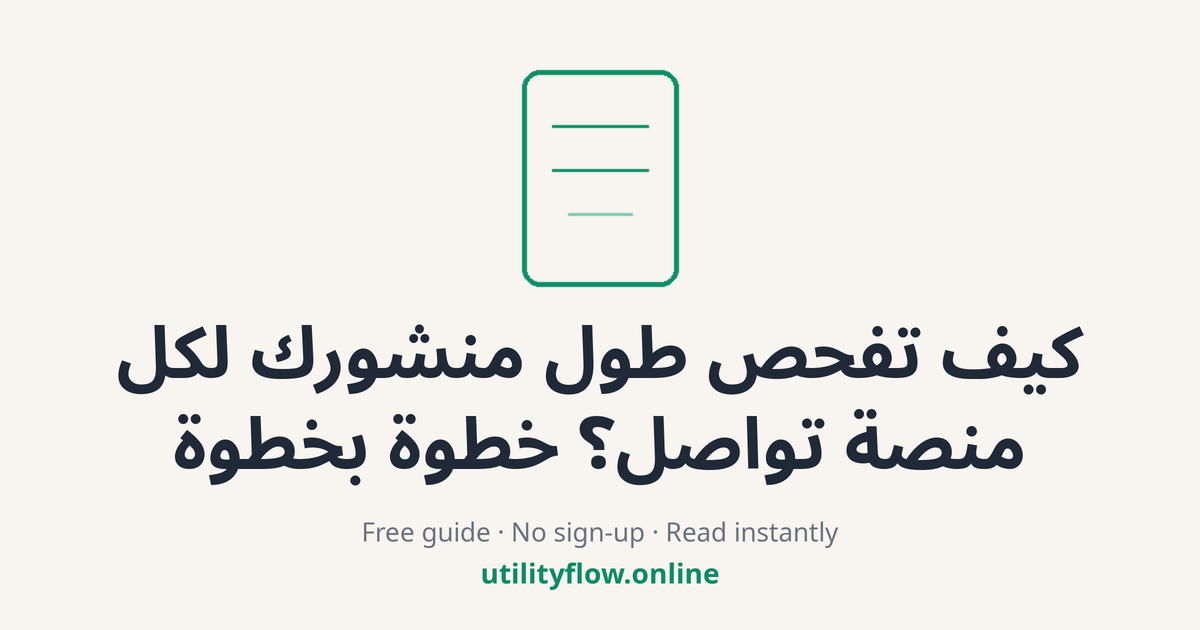 كيف تفحص طول منشورك لكل
منصة تواصل؟ خطوة بخطوة
Free guide · No sign-up · Read instantly
utilityflow.online